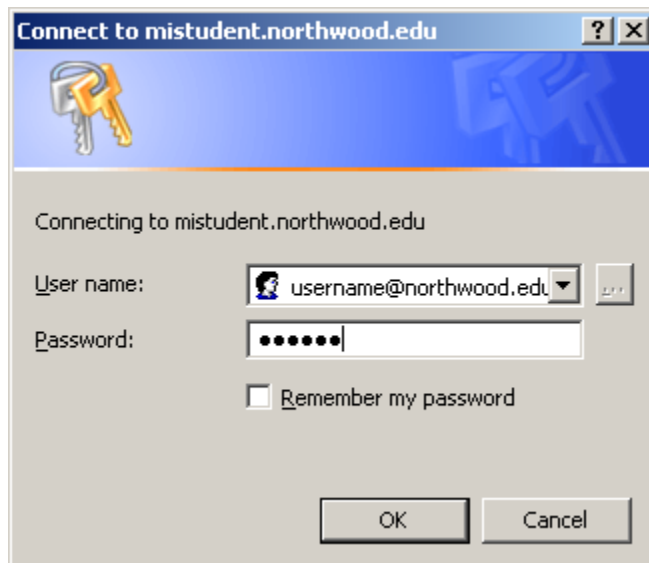 Connect to mistudent.northwood.edu
Connecting to mistudent.northwood.edu
User name: username@northwood.edu ...
Password: ●●●●●●
Remember my password
OK Cancel